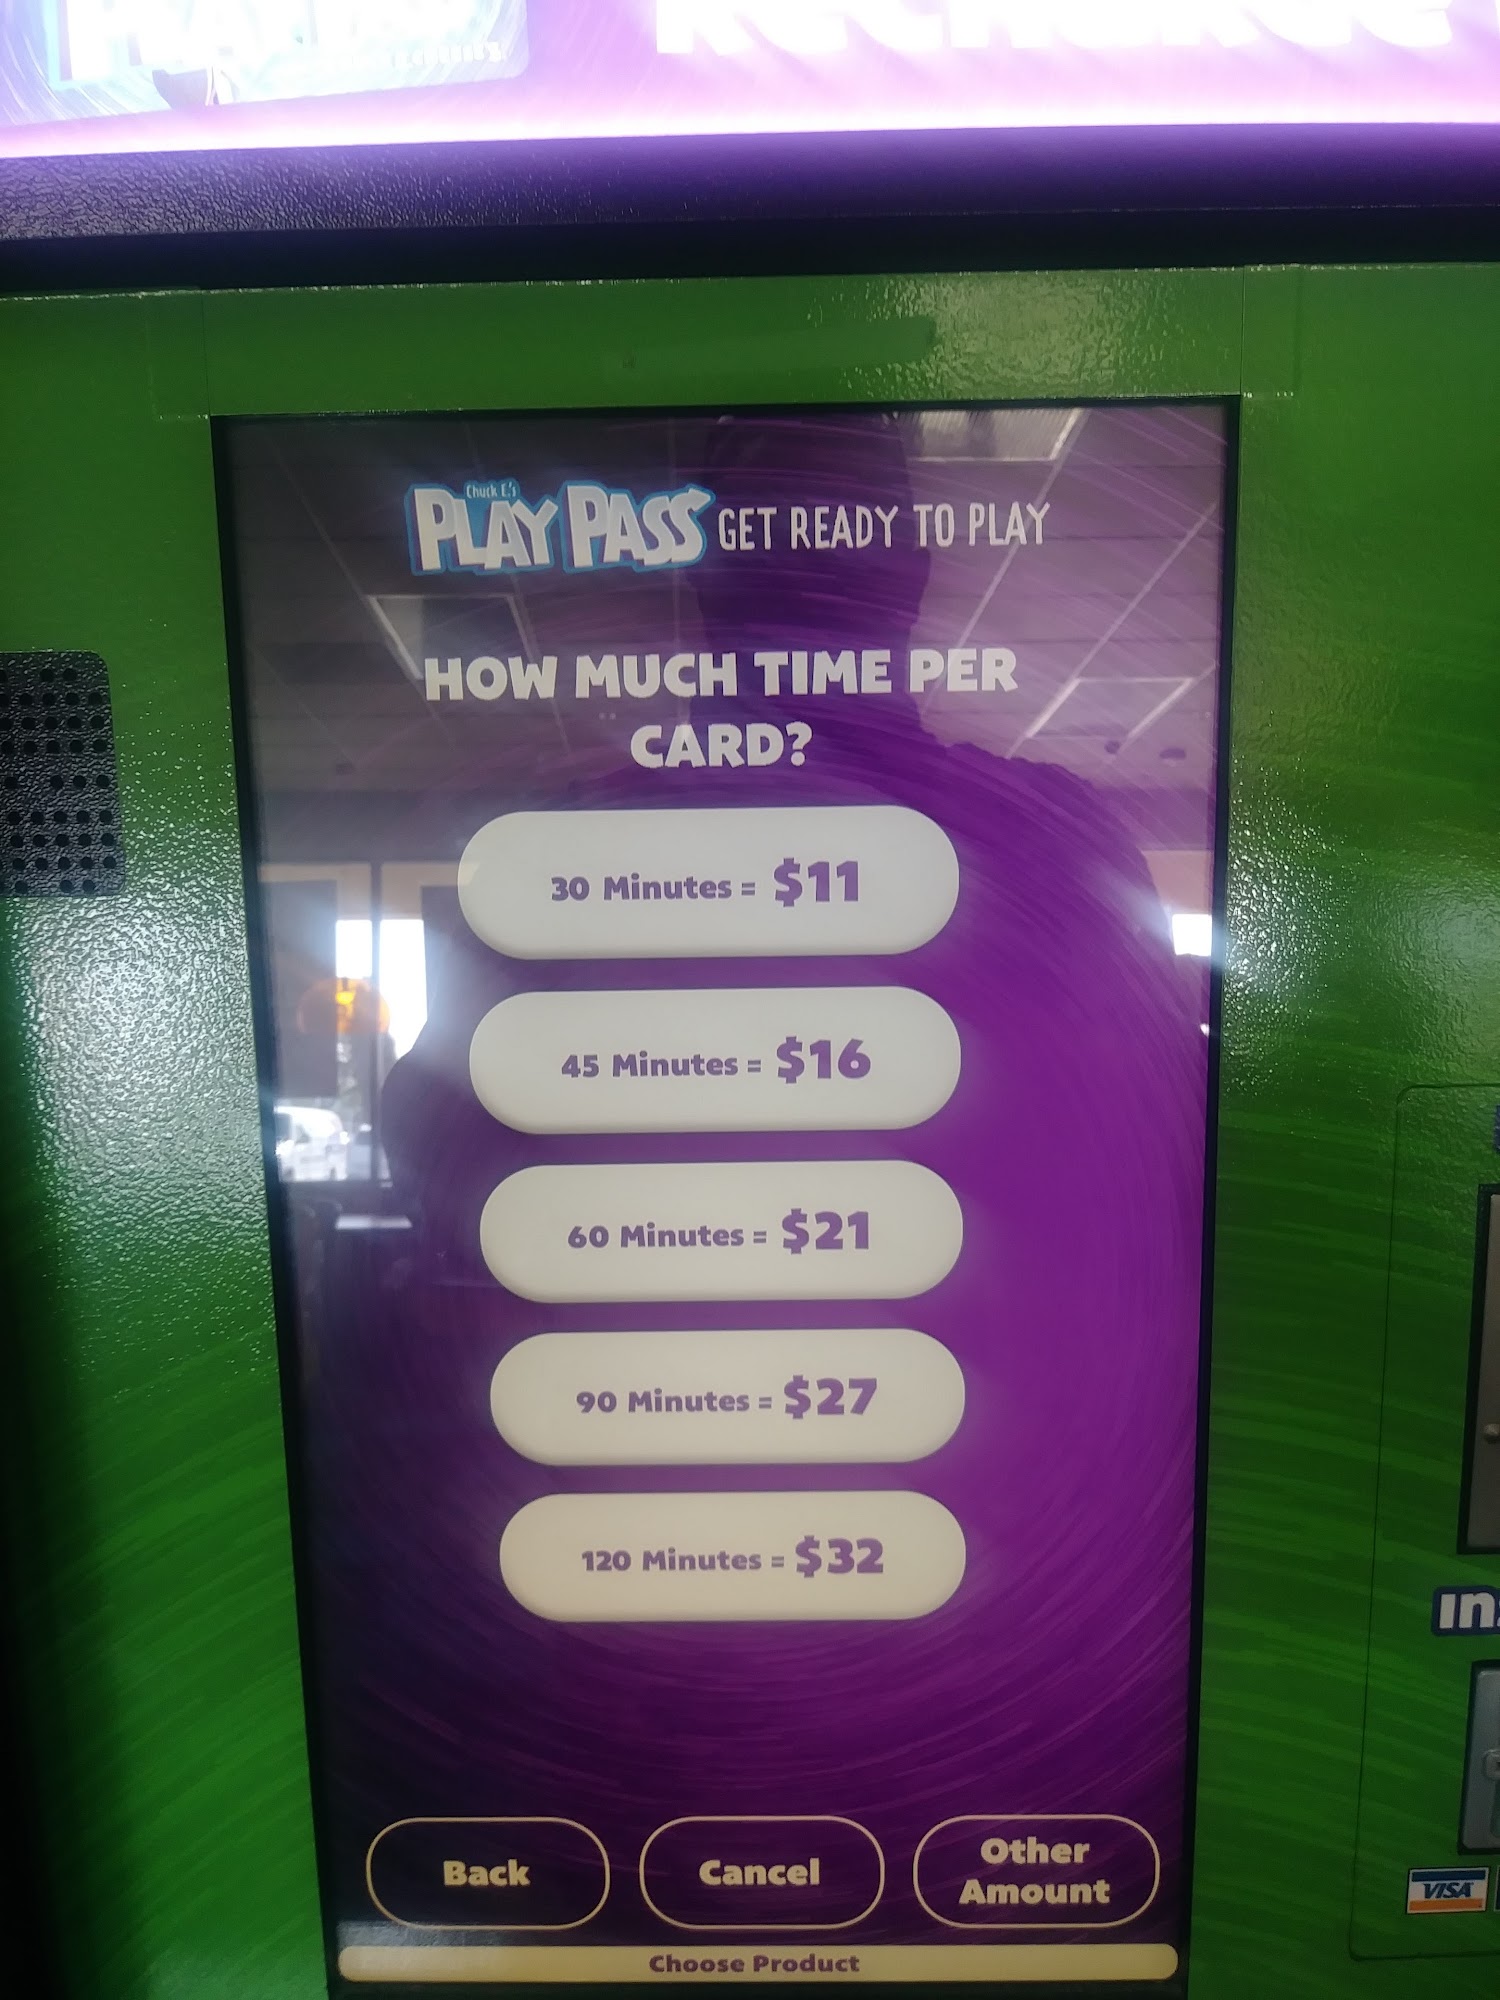 Chuck E.'s
PLAY PASS GET READY TO PLAY
HOW MUCH TIME PER
CARD?
30 Minutes = $11
45 Minutes = $16
60 Minutes = $21
90 Minutes = $27
120 Minutes = $32
Back
Cancel
Other
Amount
Choose Product
VISA